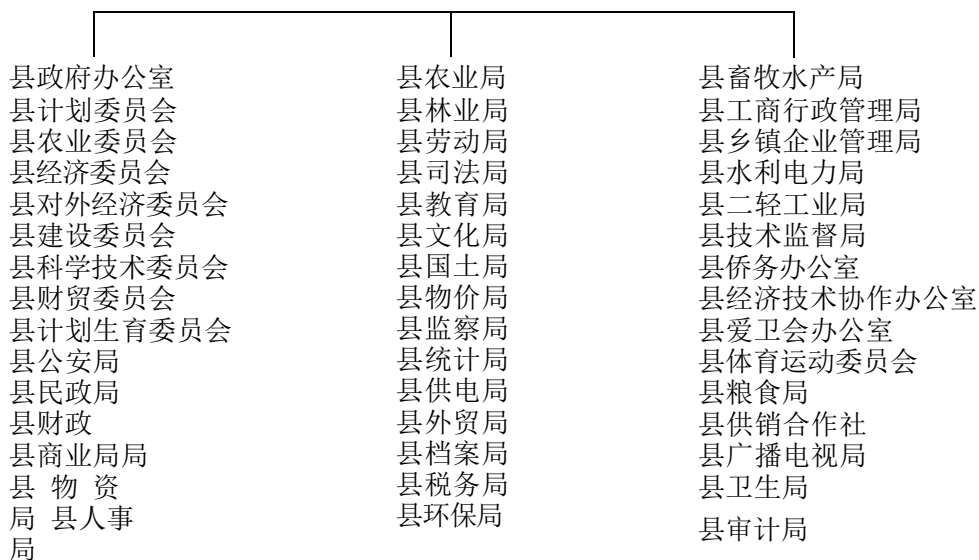 县政府办公室
县计划委员会
县农业委员会
县经济委员会
县对外经济委员会
县建设委员会
县科学技术委员会
县财贸委员会
县计划生育委员会
县公安局
县民政局
县财政
县商业局局
县 物 资
局 县人事
局
县农业局
县林业局
县劳动局
县司法局
县教育局
县文化局
县国土局
县物价局
县监察局
县统计局
县供电局
县外贸局
县档案局
县税务局
县环保局
县畜牧水产局
县工商行政管理局
县乡镇企业管理局
县水利电力局
县二轻工业局
县技术监督局
县侨务办公室
县经济技术协作办公室
县爱卫会办公室
县体育运动委员会
县粮食局
县供销合作社
县广播电视局
县卫生局
县审计局